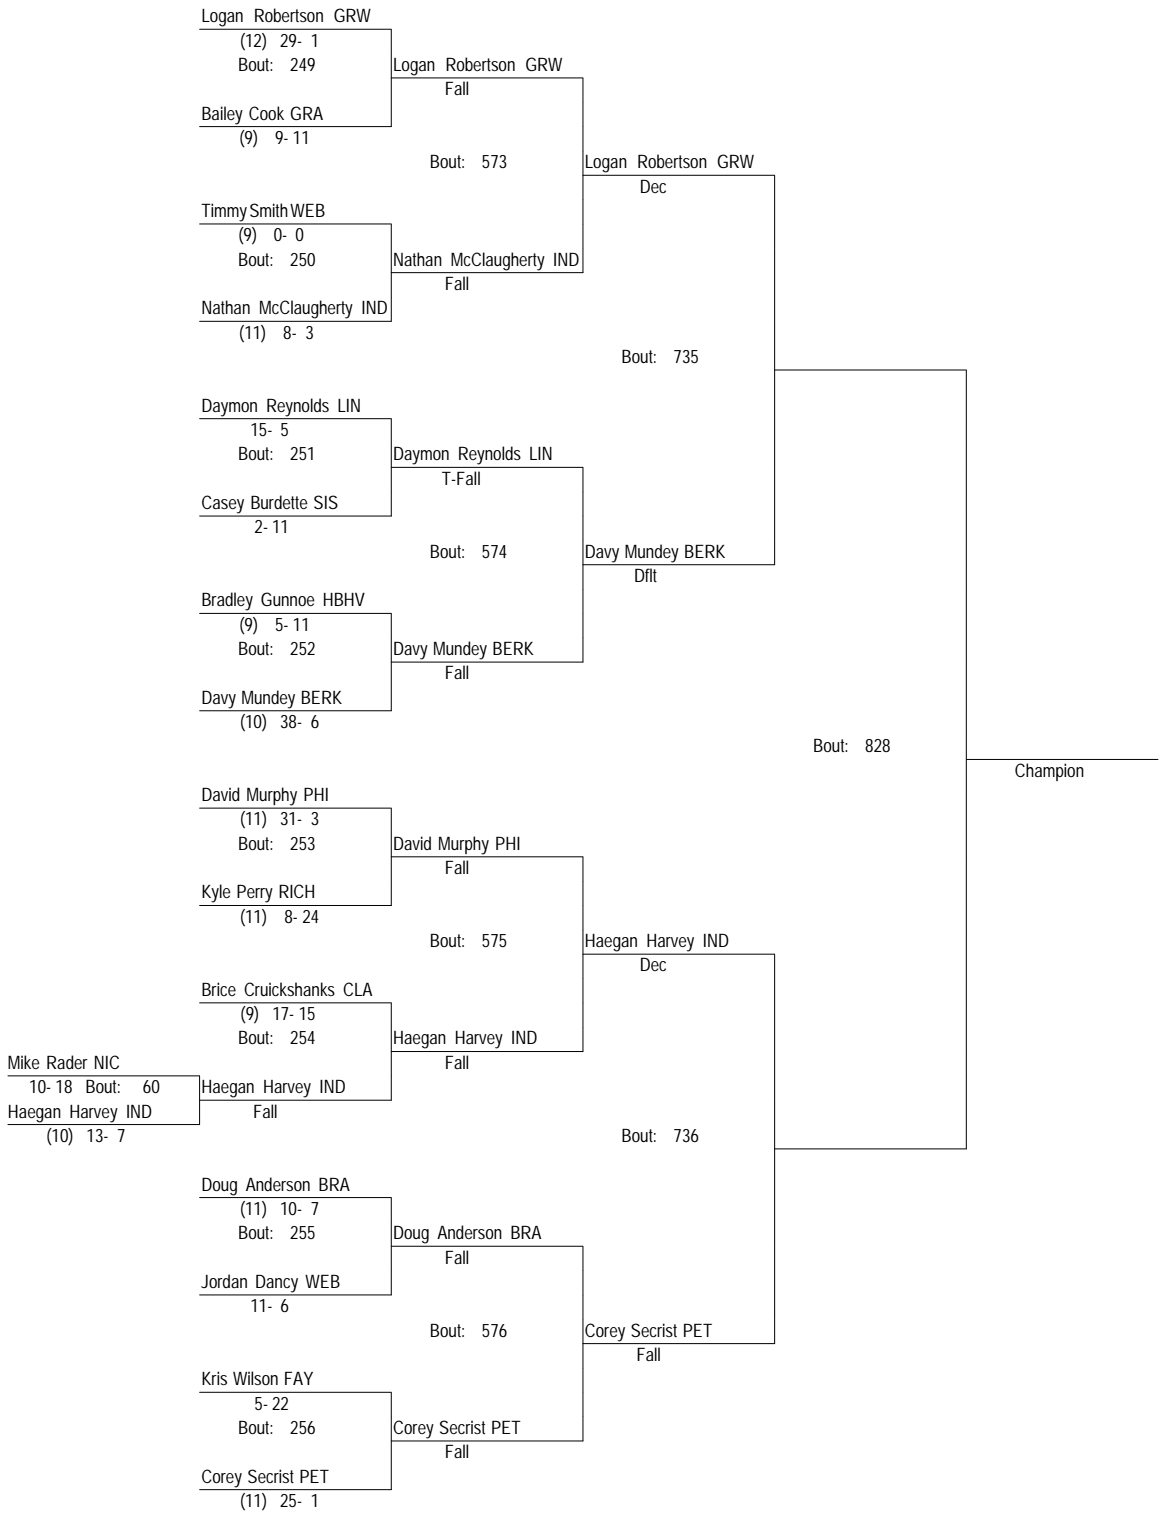 Logan Robertson GRW
(12) 29- 1
Bout: 249
Logan Robertson GRW
Fall
Bailey Cook GRA
(9) 9- 11
Bout: 573
Logan Robertson GRW
Dec
Timmy Smith WEB
(9) 0- 0
Bout: 250
Nathan McClaugherty IND
Fall
Nathan McClaugherty IND
(11) 8- 3
Bout: 735
Daymon Reynolds LIN
15- 5
Bout: 251
Daymon Reynolds LIN
T-Fall
Casey Burdette SIS
2- 11
Bout: 574
Davy Mundey BERK
Dflt
Bradley Gunnoe HBHV
(9) 5- 11
Bout: 252
Davy Mundey BERK
Fall
Davy Mundey BERK
(10) 38- 6
Bout: 828
Champion
David Murphy PHI
(11) 31- 3
Bout: 253
David Murphy PHI
Fall
Kyle Perry RICH
(11) 8- 24
Bout: 575
Haegan Harvey IND
Dec
Brice Cruickshanks CLA
(9) 17- 15
Bout: 254
Haegan Harvey IND
Fall
Mike Rader NIC
10- 18 Bout: 60
Haegan Harvey IND
Fall
Haegan Harvey IND
(10) 13- 7
Bout: 736
Doug Anderson BRA
(11) 10- 7
Bout: 255
Doug Anderson BRA
Fall
Jordan Dancy WEB
11- 6
Bout: 576
Corey Secrist PET
Fall
Kris Wilson FAY
5- 22
Bout: 256
Corey Secrist PET
Fall
Corey Secrist PET
(11) 25- 1